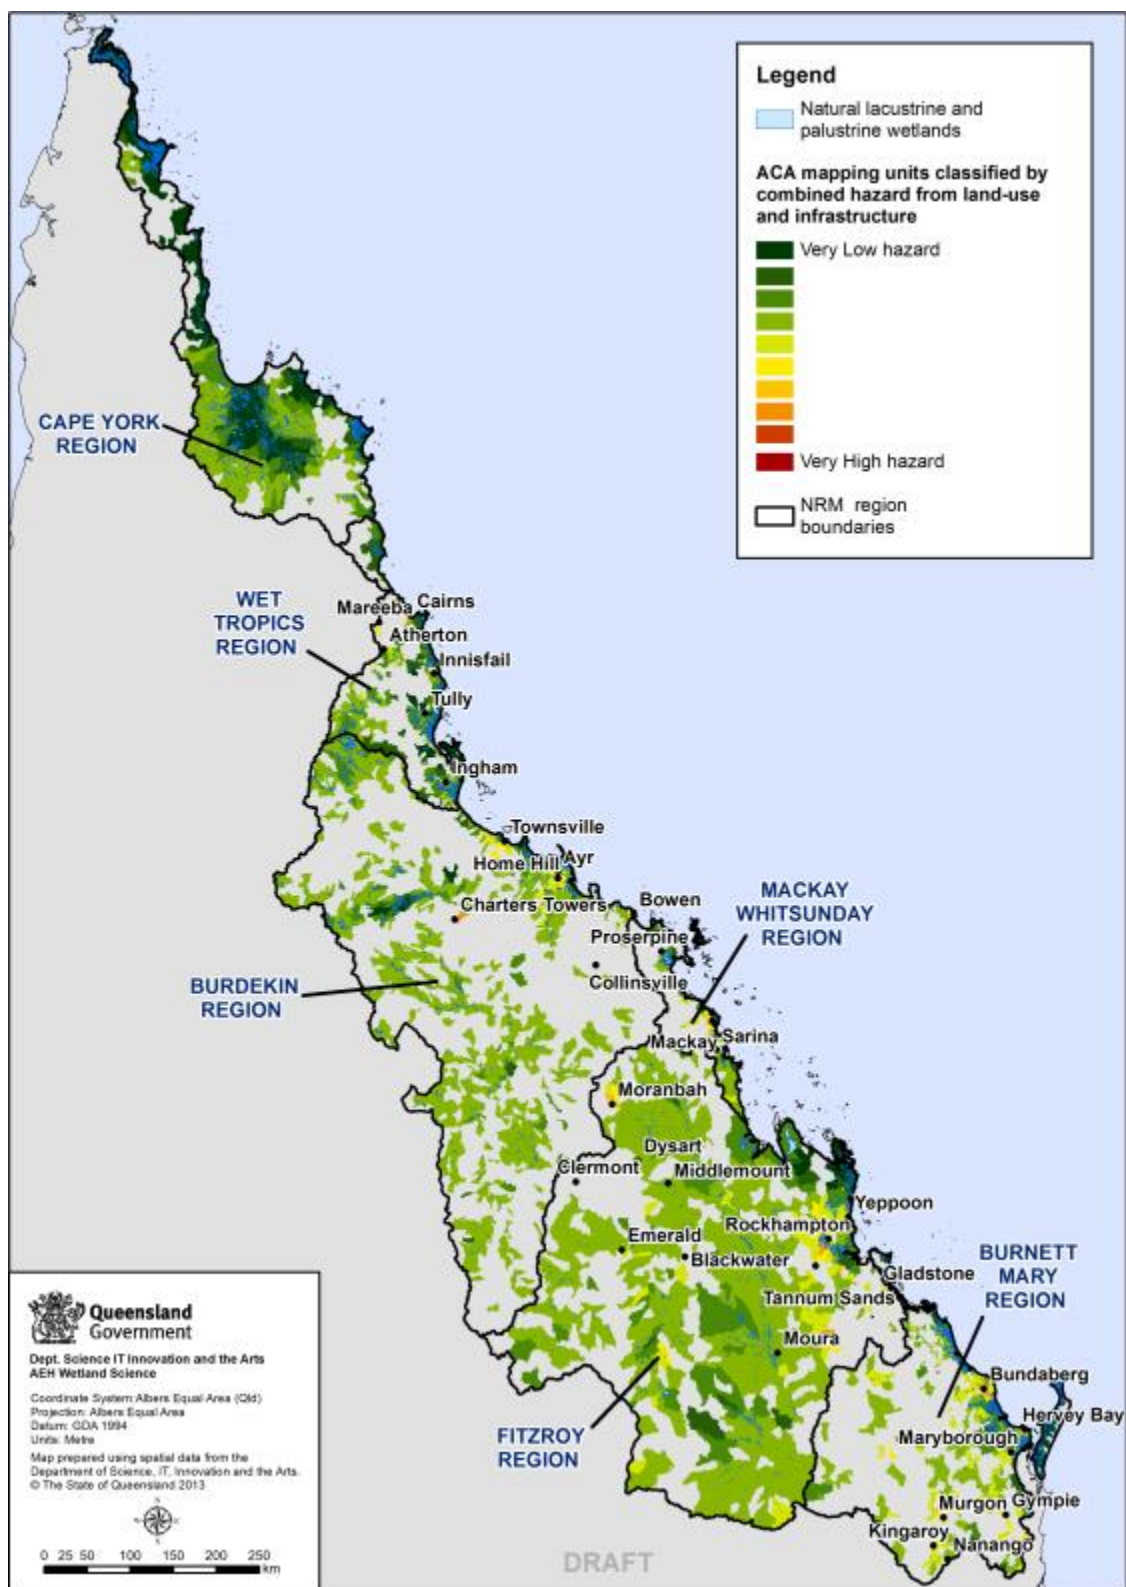 Legend
Natural lacustrine and
palustrine wetlands
ACA mapping units classified by
combined hazard from land-use
and infrastructure
Very Low hazard
Very High hazard
NRM region
boundaries
CAPE YORK
REGION
WET
TROPICS
REGION
Mareeba
Cairns
Atherton
Innisfail
Tully
Ingham
Townsville
Home Hill
Ayr
Charters Towers
Bowen
MACKAY
WHITSUNDAY
REGION
Proserpine
Collinsville
BURDEKIN
REGION
Mackay
Sarina
Moranbah
Dysart
Clermont
Middlemount
Yeppoon
Rockhampton
Emerald
Blackwater
Gladstone
BURNETT
MARY
REGION
Tannum Sands
Moura
Bundaberg
Hervey Bay
Maryborough
FITZROY
REGION
Murgon
Gympie
Kingaroy
Nanango
Queensland
Government
Dept. Science IT Innovation and the Arts
AEH Wetland Science
Coordinate System:Albers Equal Area (Qld)
Projection: Albers Equal Area
Datum: GDA 1994
Units: Metre
Map prepared using spatial data from the
Department of Science, IT, Innovation and the Arts.
© The State of Queensland 2013
0 25 50 100 150 200 250
km
DRAFT